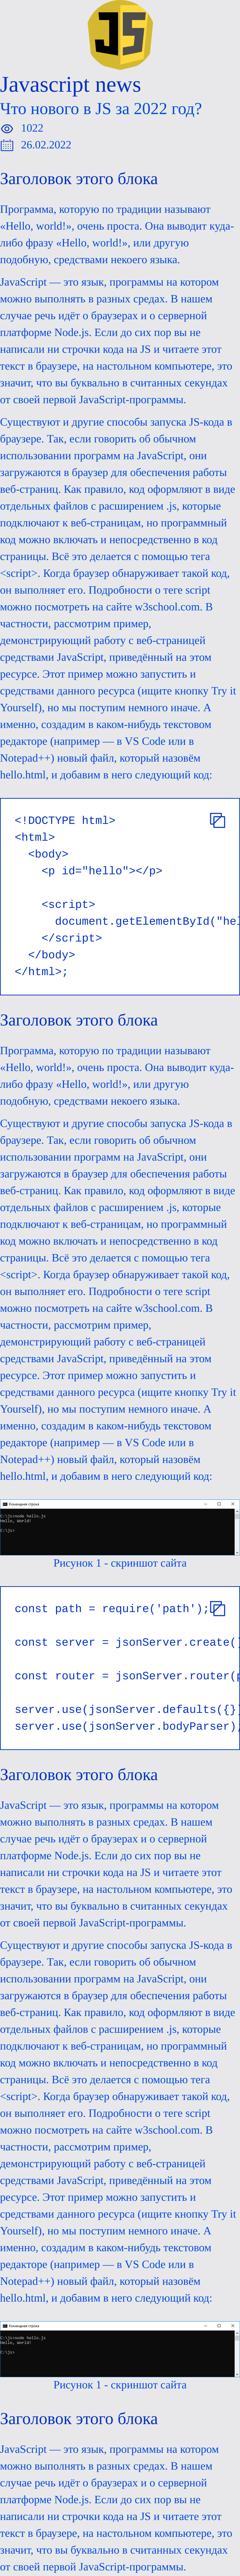 JS
Javascript news
Что нового в JS за 2022 год?
1022
26.02.2022
Заголовок этого блока
Программа, которую по традиции называют
«Hello, world!», очень проста. Она выводит куда-
либо фразу «Hello, world!», или другую
подобную, средствами некоего языка.
JavaScript — это язык, программы на котором
можно выполнять в разных средах. В нашем
случае речь идёт о браузерах и о серверной
платформе Node.js. Если до сих пор вы не
написали ни строчки кода на JS и читаете этот
текст в браузере, на настольном компьютере, это
значит, что вы буквально в считанных секундах
от своей первой JavaScript-программы.
Существуют и другие способы запуска JS-кода в
браузере. Так, если говорить об обычном
использовании программ на JavaScript, они
загружаются в браузер для обеспечения работы
веб-страниц. Как правило, код оформляют в виде
отдельных файлов с расширением .js, которые
подключают к веб-страницам, но программный
код можно включать и непосредственно в код
страницы. Всё это делается с помощью тега
<script>. Когда браузер обнаруживает такой код,
он выполняет его. Подробности о теге script
можно посмотреть на сайте w3school.com. В
частности, рассмотрим пример,
демонстрирующий работу с веб-страницей
средствами JavaScript, приведённый на этом
ресурсе. Этот пример можно запустить и
средствами данного ресурса (ищите кнопку Try it
Yourself), но мы поступим немного иначе. А
именно, создадим в каком-нибудь текстовом
редакторе (например — в VS Code или в
Notepad++) новый файл, который назовём
hello.html, и добавим в него следующий код:
<!DOCTYPE html>
<html>
<body>
<p id="hello"></p>
<script>
document.getElementById("hel
</script>
</body>
</html>;
Заголовок этого блока
Программа, которую по традиции называют
«Hello, world!», очень проста. Она выводит куда-
либо фразу «Hello, world!», или другую
подобную, средствами некоего языка.
Существуют и другие способы запуска JS-кода в
браузере. Так, если говорить об обычном
использовании программ на JavaScript, они
загружаются в браузер для обеспечения работы
веб-страниц. Как правило, код оформляют в виде
отдельных файлов с расширением .js, которые
подключают к веб-страницам, но программный
код можно включать и непосредственно в код
страницы. Всё это делается с помощью тега
<script>. Когда браузер обнаруживает такой код,
он выполняет его. Подробности о теге script
можно посмотреть на сайте w3school.com. В
частности, рассмотрим пример,
демонстрирующий работу с веб-страницей
средствами JavaScript, приведённый на этом
ресурсе. Этот пример можно запустить и
средствами данного ресурса (ищите кнопку Try it
Yourself), но мы поступим немного иначе. А
именно, создадим в каком-нибудь текстовом
редакторе (например — в VS Code или в
Notepad++) новый файл, который назовём
hello.html, и добавим в него следующий код:
Командная строка
C:\js>node hello.js
Hello, World!
C:\js>
Рисунок 1 - скриншот сайта
const path = require('path');
const server = jsonServer.create()
const router = jsonServer.router(p
server.use(jsonServer.defaults({})
server.use(jsonServer.bodyParser);
Заголовок этого блока
JavaScript — это язык, программы на котором
можно выполнять в разных средах. В нашем
случае речь идёт о браузерах и о серверной
платформе Node.js. Если до сих пор вы не
написали ни строчки кода на JS и читаете этот
текст в браузере, на настольном компьютере, это
значит, что вы буквально в считанных секундах
от своей первой JavaScript-программы.
Существуют и другие способы запуска JS-кода в
браузере. Так, если говорить об обычном
использовании программ на JavaScript, они
загружаются в браузер для обеспечения работы
веб-страниц. Как правило, код оформляют в виде
отдельных файлов с расширением .js, которые
подключают к веб-страницам, но программный
код можно включать и непосредственно в код
страницы. Всё это делается с помощью тега
<script>. Когда браузер обнаруживает такой код,
он выполняет его. Подробности о теге script
можно посмотреть на сайте w3school.com. В
частности, рассмотрим пример,
демонстрирующий работу с веб-страницей
средствами JavaScript, приведённый на этом
ресурсе. Этот пример можно запустить и
средствами данного ресурса (ищите кнопку Try it
Yourself), но мы поступим немного иначе. А
именно, создадим в каком-нибудь текстовом
редакторе (например — в VS Code или в
Notepad++) новый файл, который назовём
hello.html, и добавим в него следующий код:
Командная строка
C:\js>node hello.js
Hello, World!
C:\js>
Рисунок 1 - скриншот сайта
Заголовок этого блока
JavaScript — это язык, программы на котором
можно выполнять в разных средах. В нашем
случае речь идёт о браузерах и о серверной
платформе Node.js. Если до сих пор вы не
написали ни строчки кода на JS и читаете этот
текст в браузере, на настольном компьютере, это
значит, что вы буквально в считанных секундах
от своей первой JavaScript-программы.